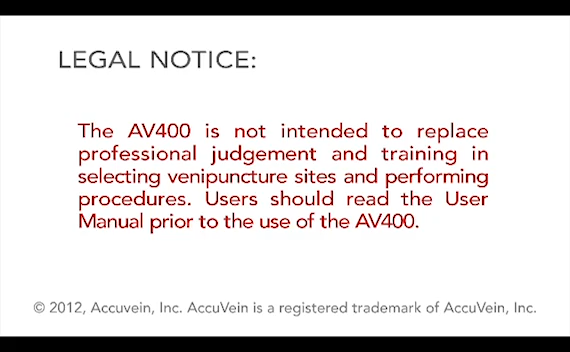 LEGAL NOTICE:
The AV400 is not intended to replace
professional judgement and training in
selecting venipuncture sites and performing
procedures. Users should read the User
Manual prior to the use of the AV400.
© 2012, Accuvein, Inc. AccuVein is a registered trademark of AccuVein, Inc.